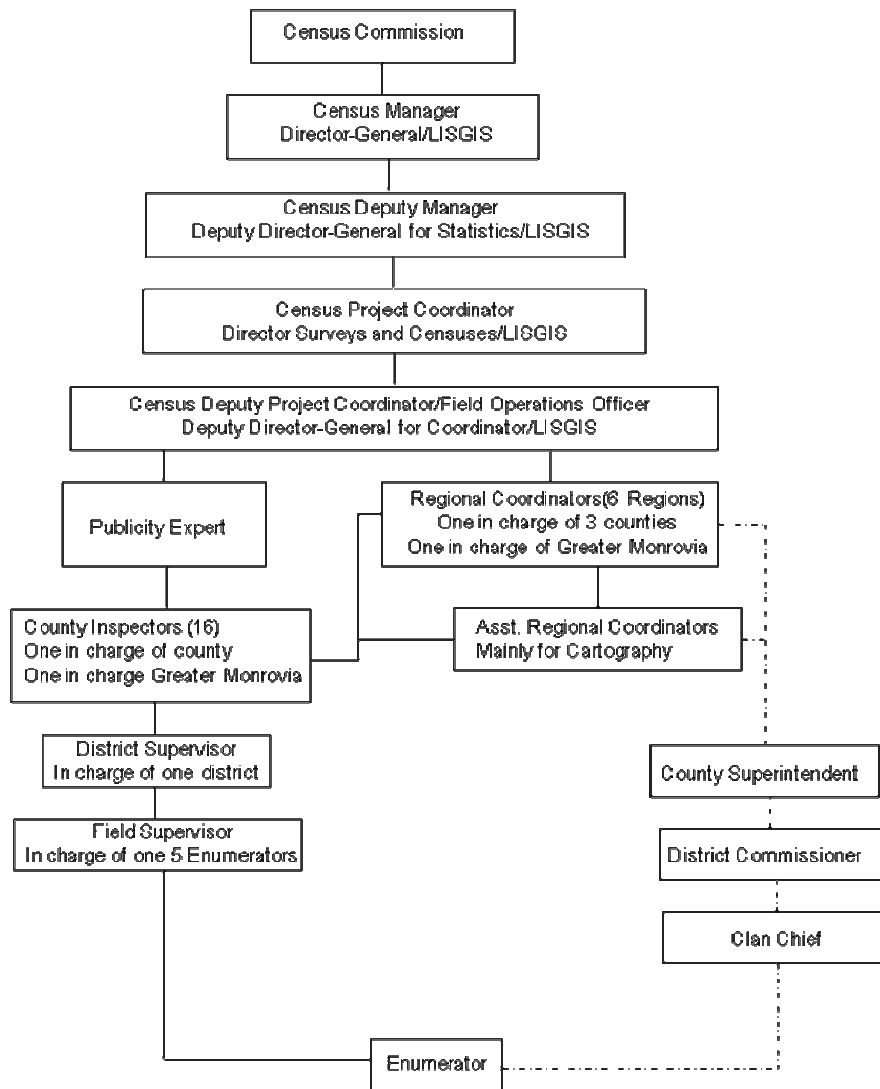 Census Commission
Census Manager
Director-General/LISGIS
Census Deputy Manager
Deputy Director-General for Statistics/LISGIS
Census Project Coordinator
Director Surveys and Censuses/LISGIS
Census Deputy Project Coordinator/Field Operations Officer
Deputy Director-General for Coordinator/LISGIS
Publicity Expert
Regional Coordinators(6 Regions)
One in charge of 3 counties
One in charge of Greater Monrovia
County Inspectors (16)
One in charge of county
One in charge Greater Monrovia
Asst. Regional Coordinators
Mainly for Cartography
District Supervisor
In charge of one district
County Superintendent
Field Supervisor
In charge of one 5 Enumerators
District Commissioner
Clan Chief
Enumerator